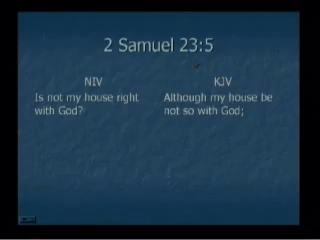 2 Samuel 23:5
NIV
Is not my house right
with God?
KJV
Although my house be
not so with God;